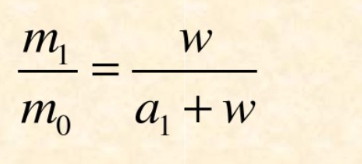 m₁/m₀ = w/(a₁ + w)